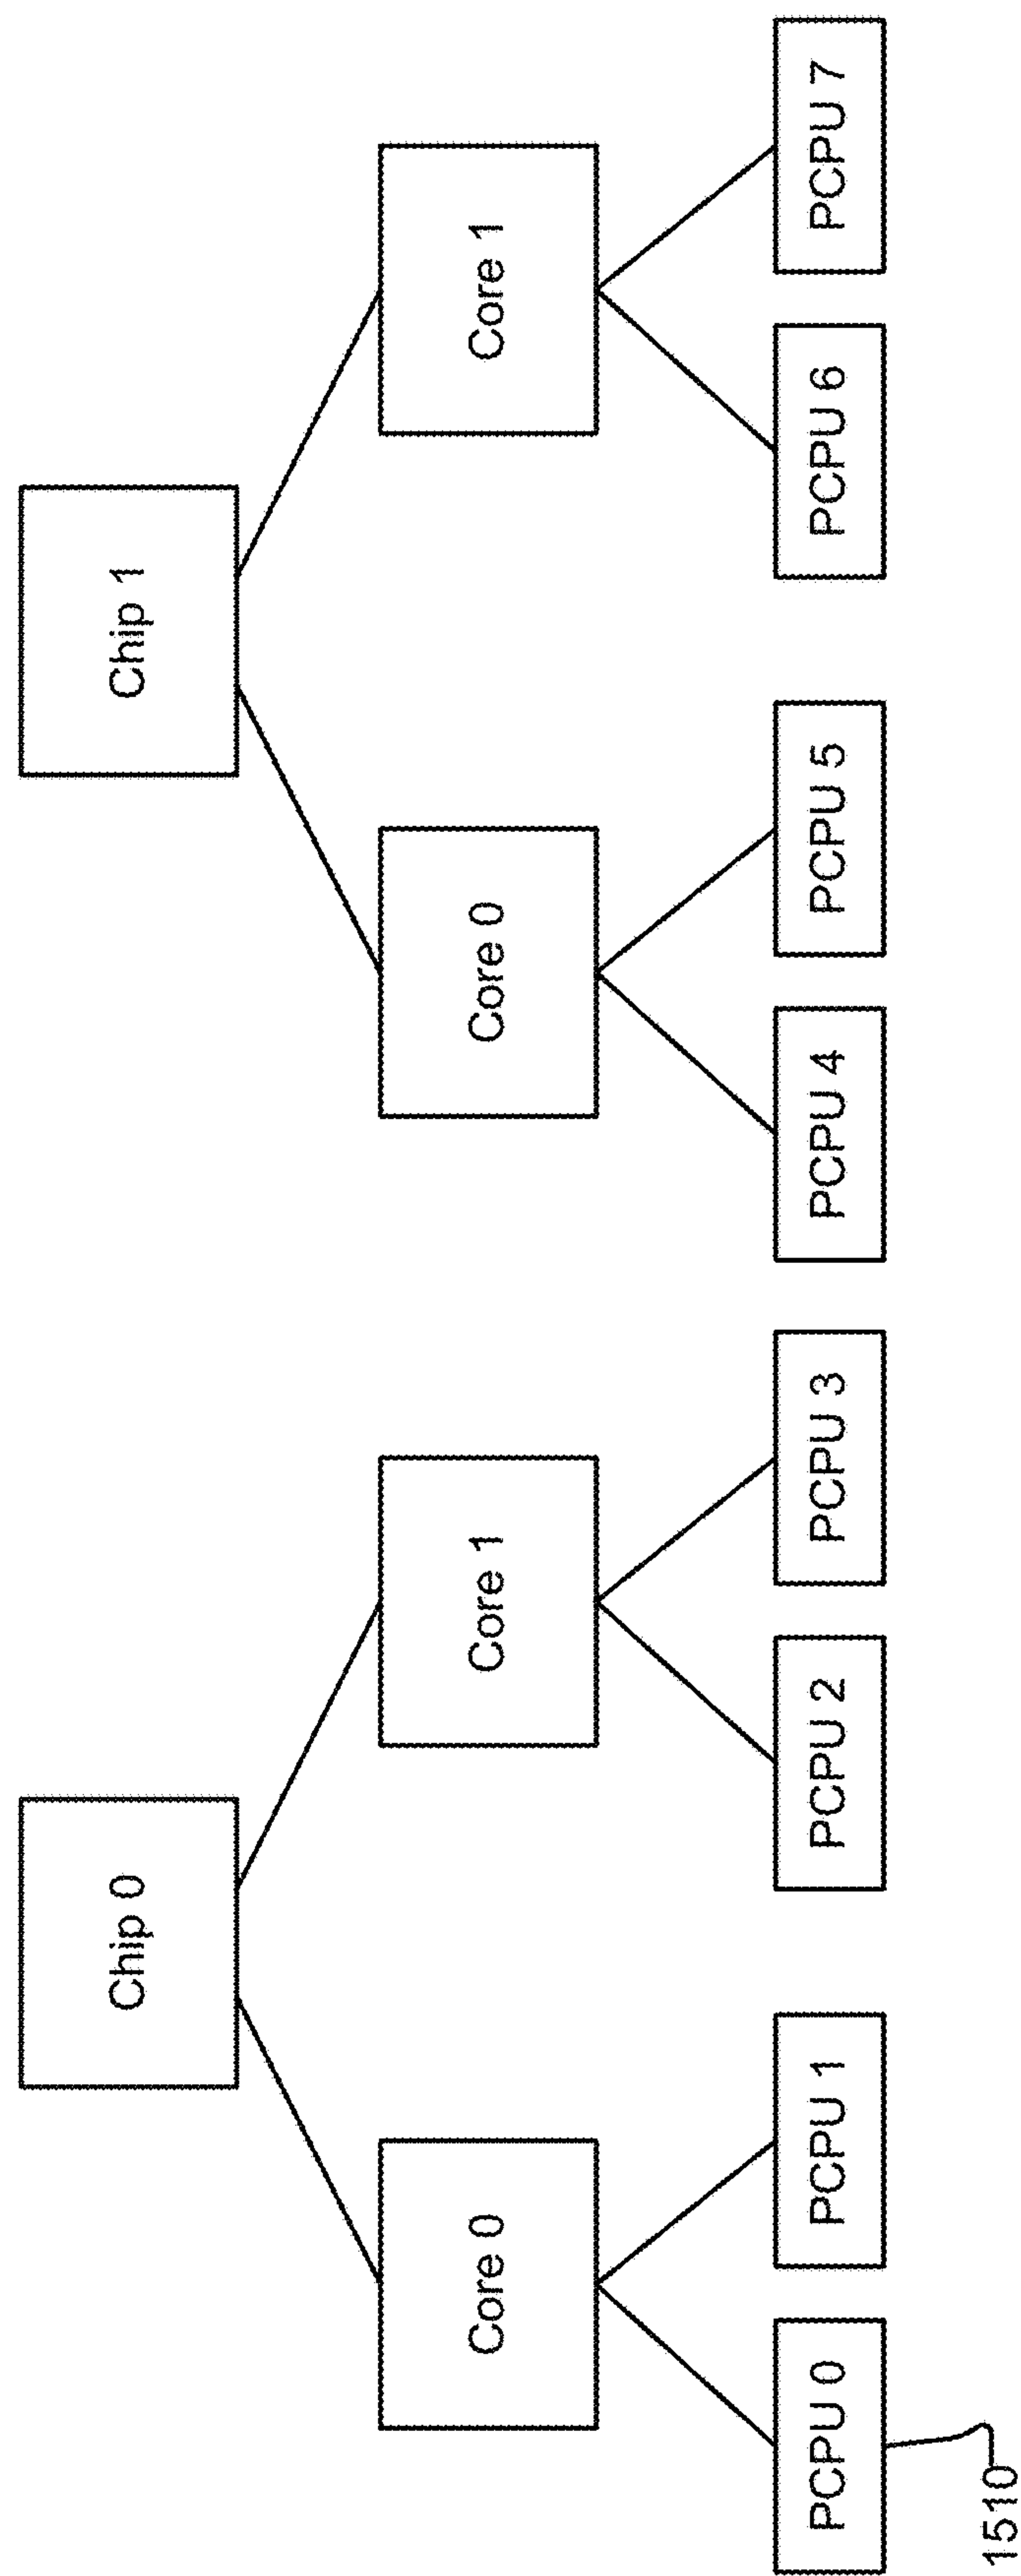 Chip 0
Chip 1
Core 0
Core 1
Core 0
Core 1
PCPU 0
PCPU 1
PCPU 2
PCPU 3
PCPU 4
PCPU 5
PCPU 6
PCPU 7
1510